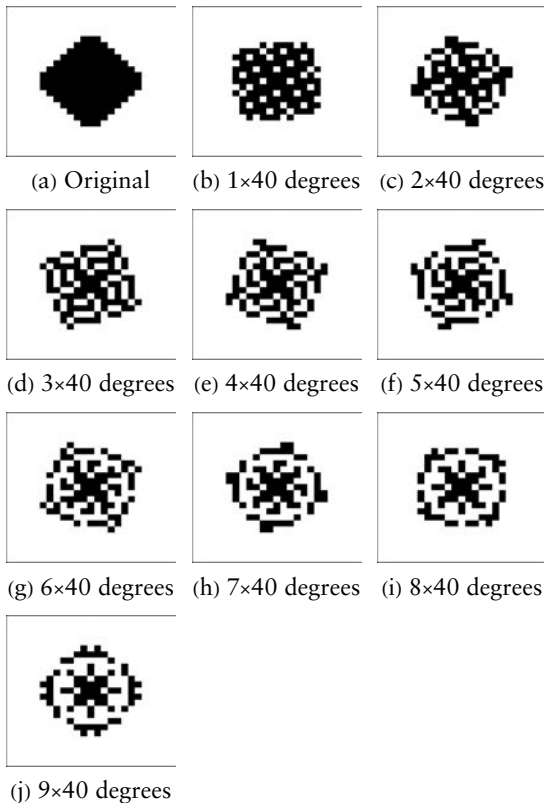 (a) Original
(b) 1×40 degrees
(c) 2×40 degrees
(d) 3×40 degrees
(e) 4×40 degrees
(f) 5×40 degrees
(g) 6×40 degrees
(h) 7×40 degrees
(i) 8×40 degrees
(j) 9×40 degrees